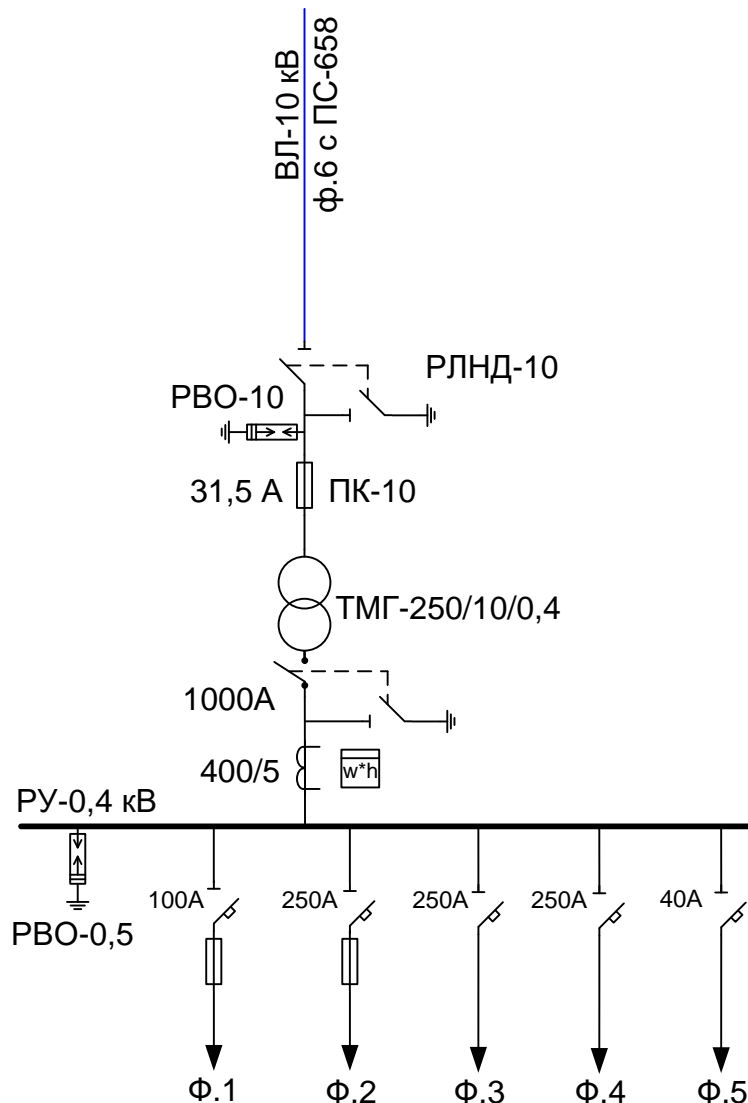 ВЛ-10 кВ
ф.6 с ПС-658
РЛНД-10
РВО-10
31,5 А
ПК-10
ТМГ-250/10/0,4
1000А
400/5
w*h
РУ-0,4 кВ
100А
250А
250А
250А
40А
РВО-0,5
Ф.1
Ф.2
Ф.3
Ф.4
Ф.5